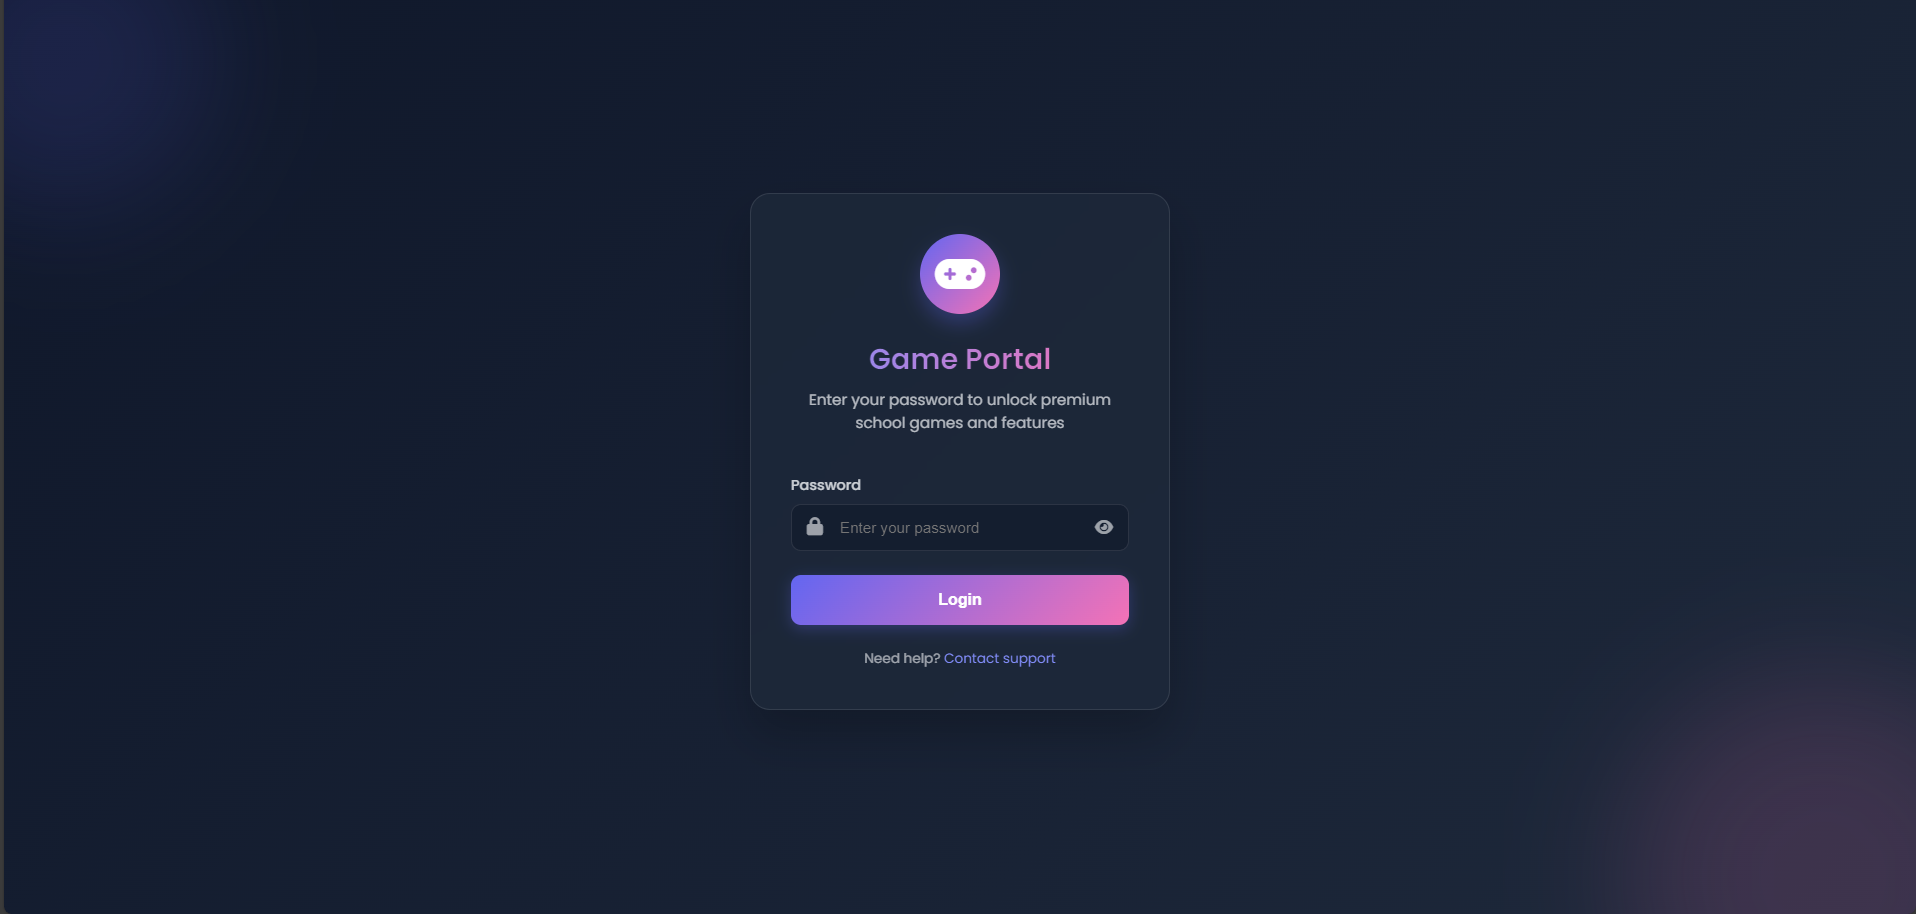 Game Portal
Enter your password to unlock premium
school games and features
Password
Enter your password
Login
Need help? Contact support